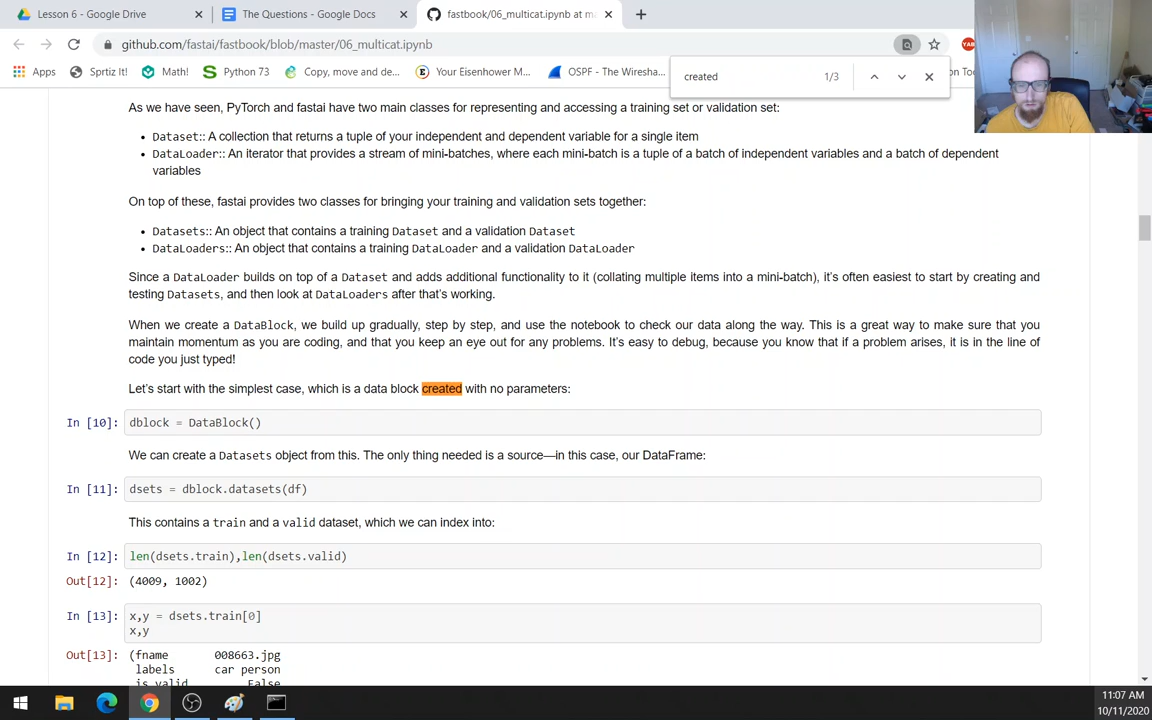 Lesson 6 - Google Drive
The Questions - Google Docs
fastbook/06_multicat.ipynb at m
github.com/fastai/fastbook/blob/master/06_multicat.ipynb
Apps
Sprtiz It!
Math!
Python 73
Copy, move and de...
Your Eisenhower M...
OSPF - The Wiresha...
created
1/3
As we have seen, PyTorch and fastai have two main classes for representing and accessing a training set or validation set:
• Dataset:: A collection that returns a tuple of your independent and dependent variable for a single item
• DataLoader:: An iterator that provides a stream of mini-batches, where each mini-batch is a tuple of a batch of independent variables and a batch of dependent
variables
On top of these, fastai provides two classes for bringing your training and validation sets together:
• Datasets:: An object that contains a training Dataset and a validation Dataset
• DataLoaders:: An object that contains a training DataLoader and a validation DataLoader
Since a DataLoader builds on top of a Dataset and adds additional functionality to it (collating multiple items into a mini-batch), it's often easiest to start by creating and
testing Datasets, and then look at DataLoaders after that's working.
When we create a DataBlock, we build up gradually, step by step, and use the notebook to check our data along the way. This is a great way to make sure that you
maintain momentum as you are coding, and that you keep an eye out for any problems. It's easy to debug, because you know that if a problem arises, it is in the line of
code you just typed!
Let's start with the simplest case, which is a data block created with no parameters:
In [10]: dblock = DataBlock()
We can create a Datasets object from this. The only thing needed is a source—in this case, our DataFrame:
In [11]: dsets = dblock.datasets(df)
This contains a train and a valid dataset, which we can index into:
In [12]: len(dsets.train),len(dsets.valid)
Out[12]: (4009, 1002)
In [13]: x,y = dsets.train[0]
x,y
Out[13]: (fname 008663.jpg
labels car person
is_valid False
11:07 AM
10/11/2020